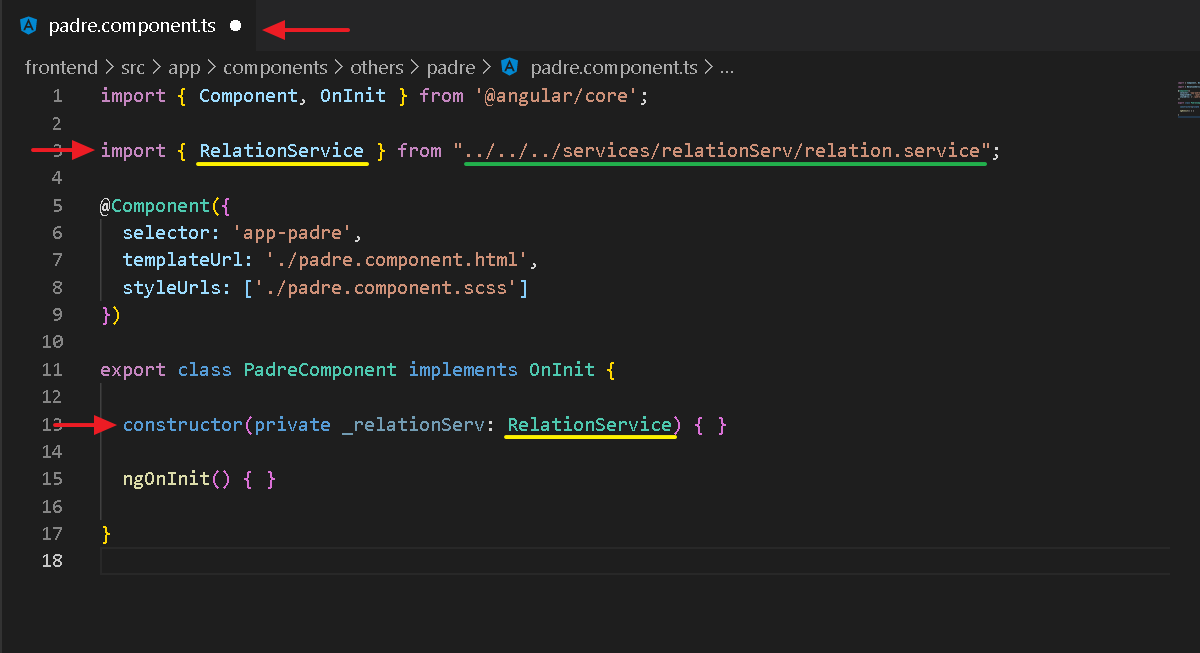 padre.component.ts
frontend > src > app > components > others > padre > padre.component.ts > ...
1 import { Component, OnInit } from '@angular/core';
2
3 import { RelationService } from "../../../services/relationServ/relation.service";
4
5 @Component({
6 selector: 'app-padre',
7 templateUrl: './padre.component.html',
8 styleUrls: ['./padre.component.scss']
9 })
10
11 export class PadreComponent implements OnInit {
12
13 constructor(private _relationServ: RelationService) { }
14
15 ngOnInit() { }
16
17 }
18